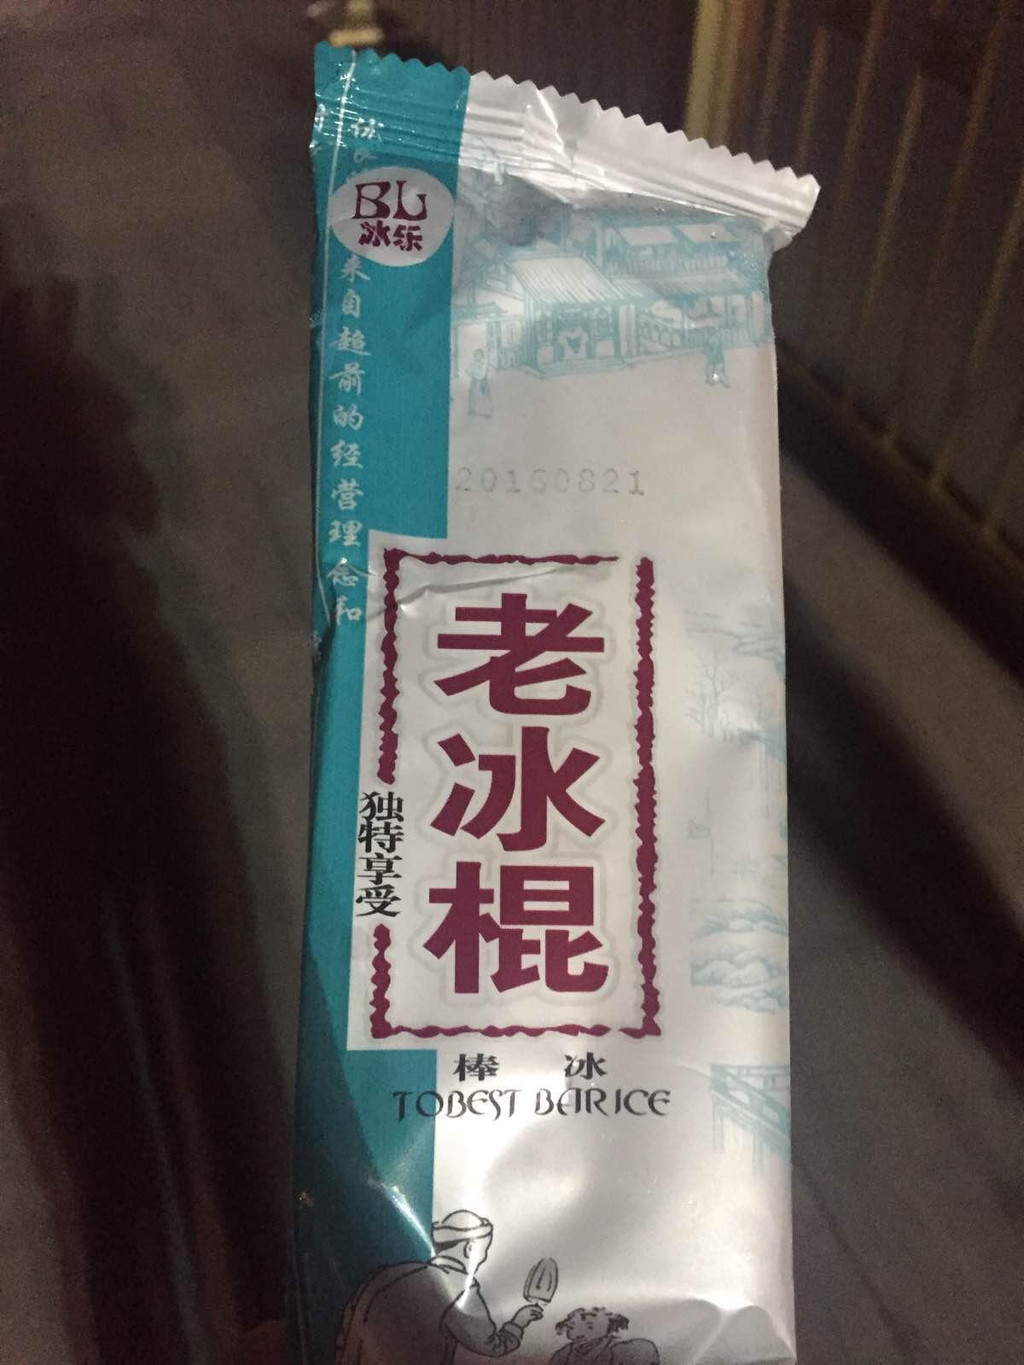 BL
冰乐
来自超前的经营理念和
20160821
老冰棍
独特享受
棒 冰
TOBEST BARICE